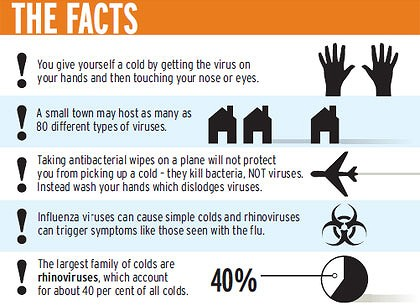 THE FACTS
You give yourself a cold by getting the virus on
your hands and then touching your nose or eyes.
A small town may host as many as
80 different types of viruses.
Taking antibacterial wipes on a plane will not protect
you from picking up a cold – they kill bacteria, NOT viruses.
Instead wash your hands which dislodges viruses.
Influenza viruses can cause simple colds and rhinoviruses
can trigger symptoms like those seen with the flu.
The largest family of colds are
rhinoviruses, which account
for about 40 per cent of all colds.
40%